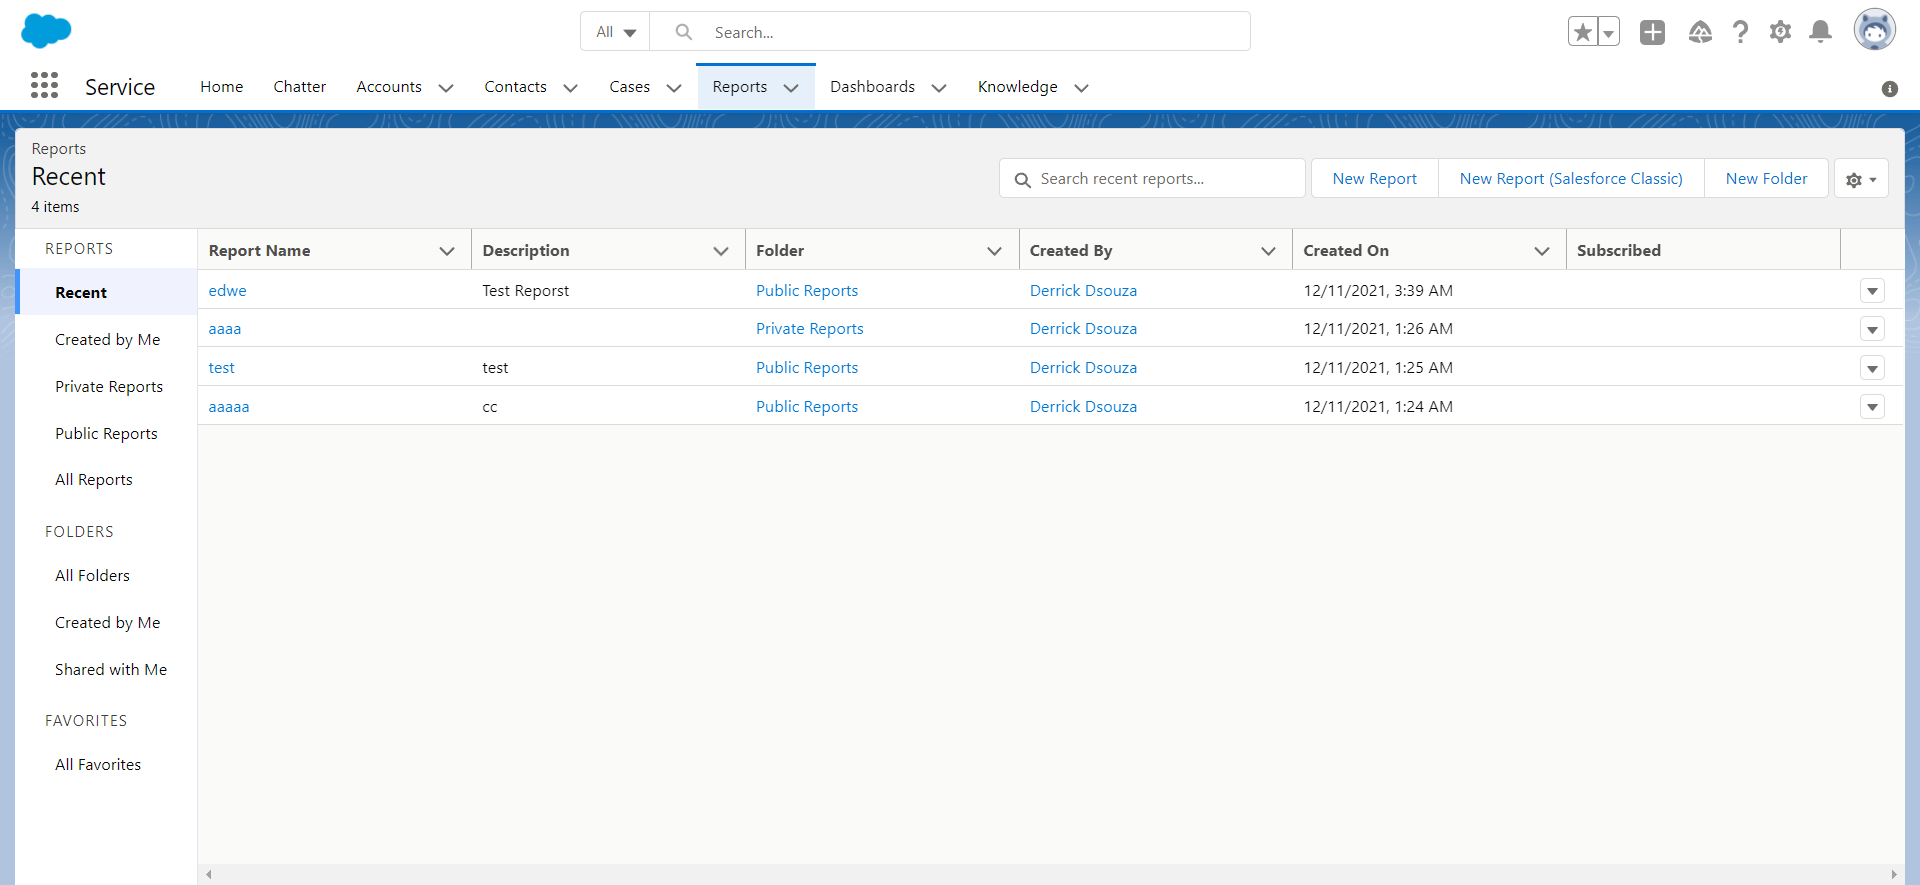 All Search...
Service Home Chatter Accounts Contacts Cases Reports Dashboards Knowledge
Reports
Recent
4 items
Search recent reports... New Report New Report (Salesforce Classic) New Folder
REPORTS
Recent
Created by Me
Private Reports
Public Reports
All Reports
FOLDERS
All Folders
Created by Me
Shared with Me
FAVORITES
All Favorites
Report Name Description Folder Created By Created On Subscribed
edwe Test Reporst Public Reports Derrick Dsouza 12/11/2021, 3:39 AM
aaaa Private Reports Derrick Dsouza 12/11/2021, 1:26 AM
test test Public Reports Derrick Dsouza 12/11/2021, 1:25 AM
aaaaa cc Public Reports Derrick Dsouza 12/11/2021, 1:24 AM